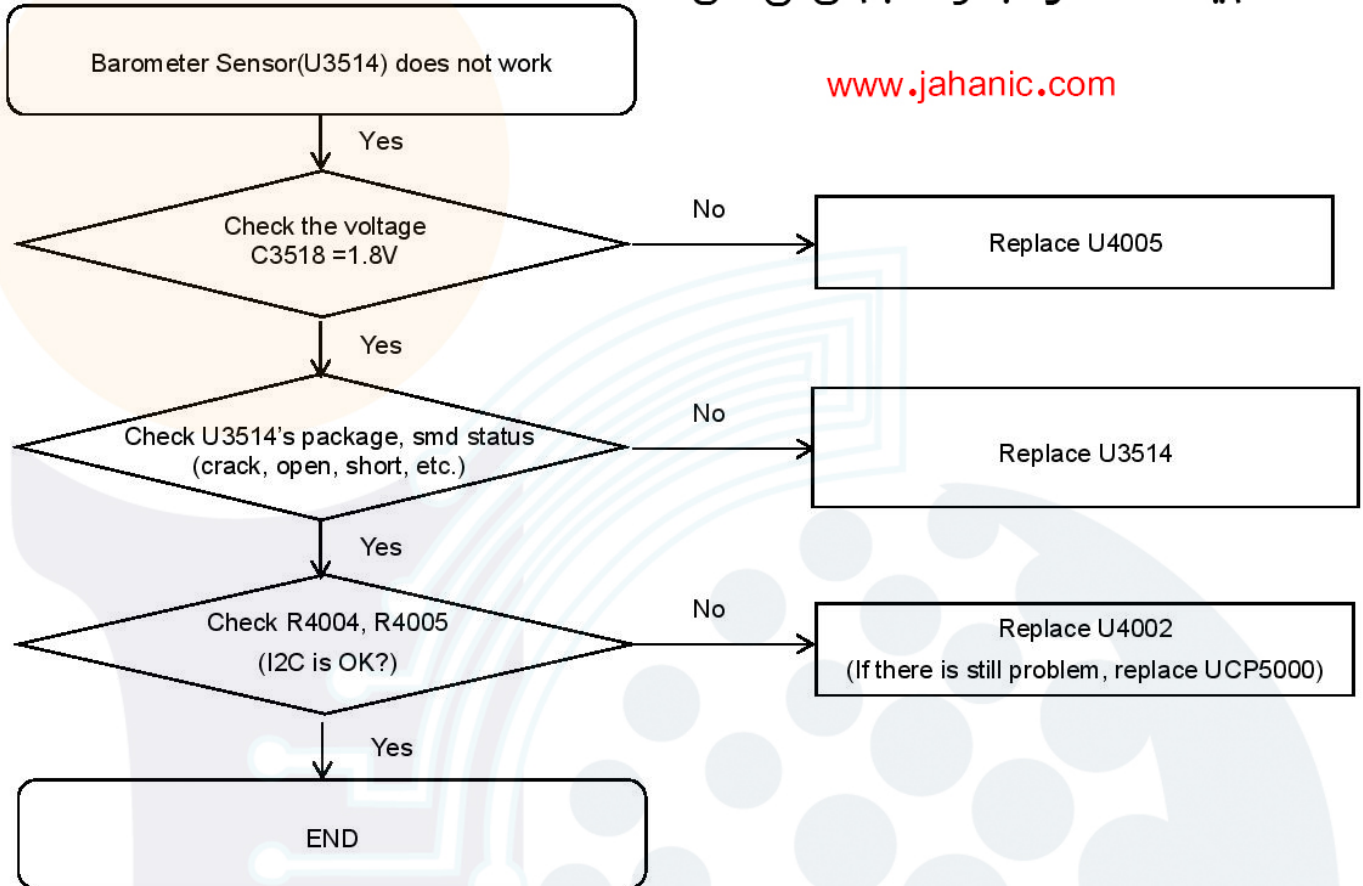 Barometer Sensor(U3514) does not work
www.jahanic.com
Yes
Check the voltage
C3518 =1.8V
No
Replace U4005
Yes
Check U3514's package, smd status
(crack, open, short, etc.)
No
Replace U3514
Yes
Check R4004, R4005
(I2C is OK?)
No
Replace U4002
(If there is still problem, replace UCP5000)
Yes
END